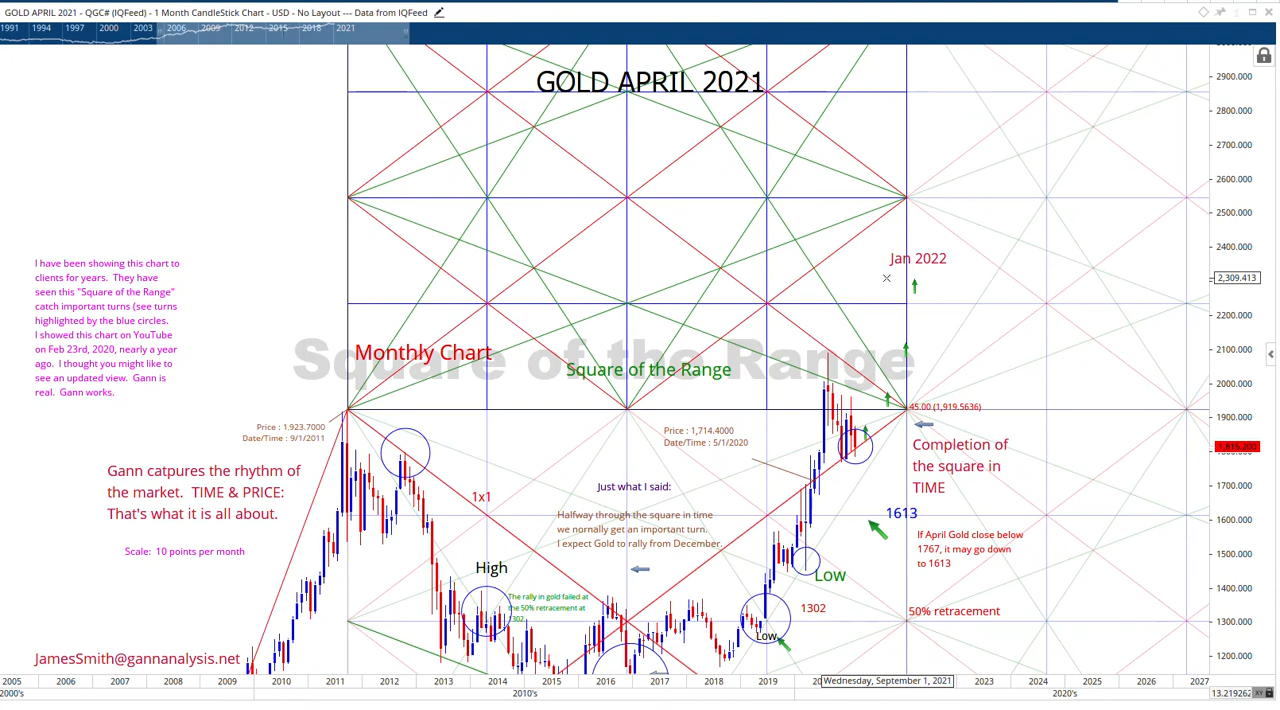 GOLD APRIL 2021 - QGC# (IQFeed) - 1 Month CandleStick Chart - USD - No Layout --- Data from IQFeed
1991 1994 1997 2000 2003 2006 2009 2012 2015 2018 2021
GOLD APRIL 2021
2900.000
2800.000
2700.000
2600.000
2500.000
2400.000
2,309.413
2200.000
2100.000
2000.000
1900.000
1,815.200
1700.000
1600.000
1500.000
1400.000
1300.000
1200.000
Jan 2022
I have been showing this chart to
clients for years. They have
seen this "Square of the Range"
catch important turns (see turns
highlighted by the blue circles.
I showed this chart on YouTube
on Feb 23rd, 2020, nearly a year
ago. I thought you might like to
see an updated view. Gann is
real. Gann works.
Square of the Range
Monthly Chart
Square of the Range
45.00 (1,919.5636)
Price : 1,923.7000
Date/Time : 9/1/2011
Price : 1,714.4000
Date/Time : 5/1/2020
Completion of
the square in
TIME
Gann catpures the rhythm of
the market. TIME & PRICE:
That's what it is all about.
1x1
Just what I said:
Halfway through the square in time
we nornally get an important turn.
I expect Gold to rally from December.
1613
If April Gold close below
1767, it may go down
to 1613
Scale: 10 points per month
High
Low
The rally in gold failed at
the 50% retracement at
302.
1302
50% retracement
Low
JamesSmith@gannanalysis.net
2005 2006 2007 2008 2009 2010 2011 2012 2013 2014 2015 2016 2017 2018 2019 Wednesday, September 1, 2021 2023 2024 2025 2026 2027
2000's 2010's 2020's
13.219262 XY